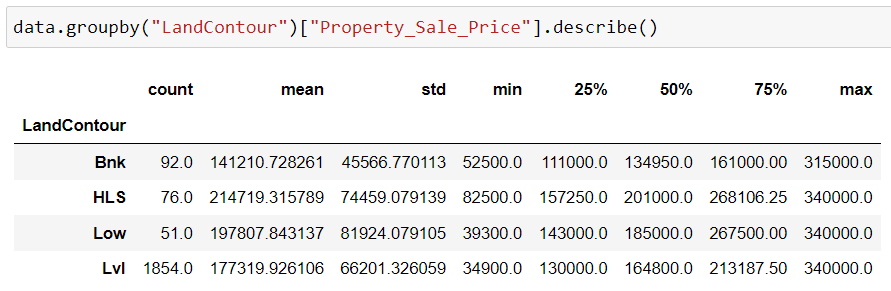 data.groupby("LandContour")["Property_Sale_Price"].describe()
count mean std min 25% 50% 75% max
LandContour
Bnk 92.0 141210.728261 45566.770113 52500.0 111000.0 134950.0 161000.00 315000.0
HLS 76.0 214719.315789 74459.079139 82500.0 157250.0 201000.0 268106.25 340000.0
Low 51.0 197807.843137 81924.079105 39300.0 143000.0 185000.0 267500.00 340000.0
Lvl 1854.0 177319.926106 66201.326059 34900.0 130000.0 164800.0 213187.50 340000.0